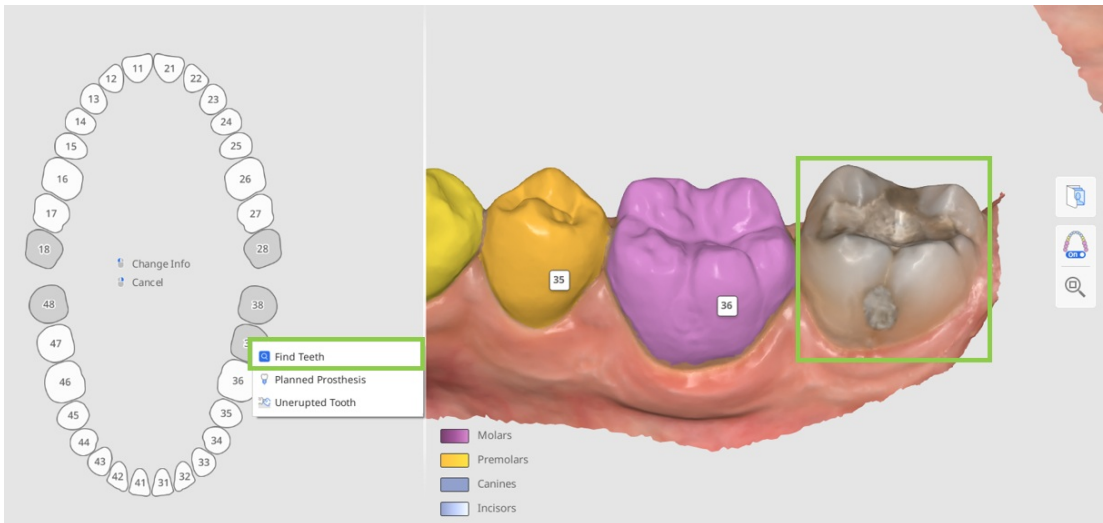 11 21
12 22
13 23
14 24
15 25
16 26
17 27
18 28
Change Info
Cancel
48 38
47
46 36
45 35
44 34
43 33
42 41 31 32
Find Teeth
Planned Prosthesis
Unerupted Tooth
35
36
on
Molars
Premolars
Canines
Incisors